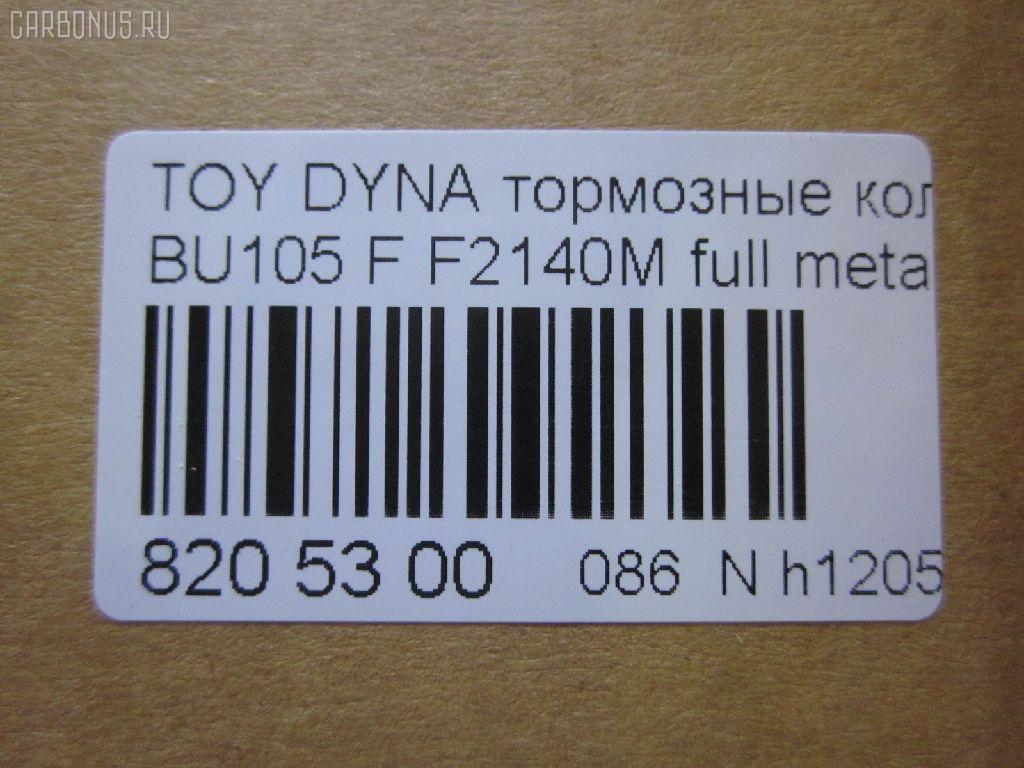 CARBONUS.RU
TOY DYNA тормозные кол
BU105 F F2140M full meta
820 53 00 086 N h1205